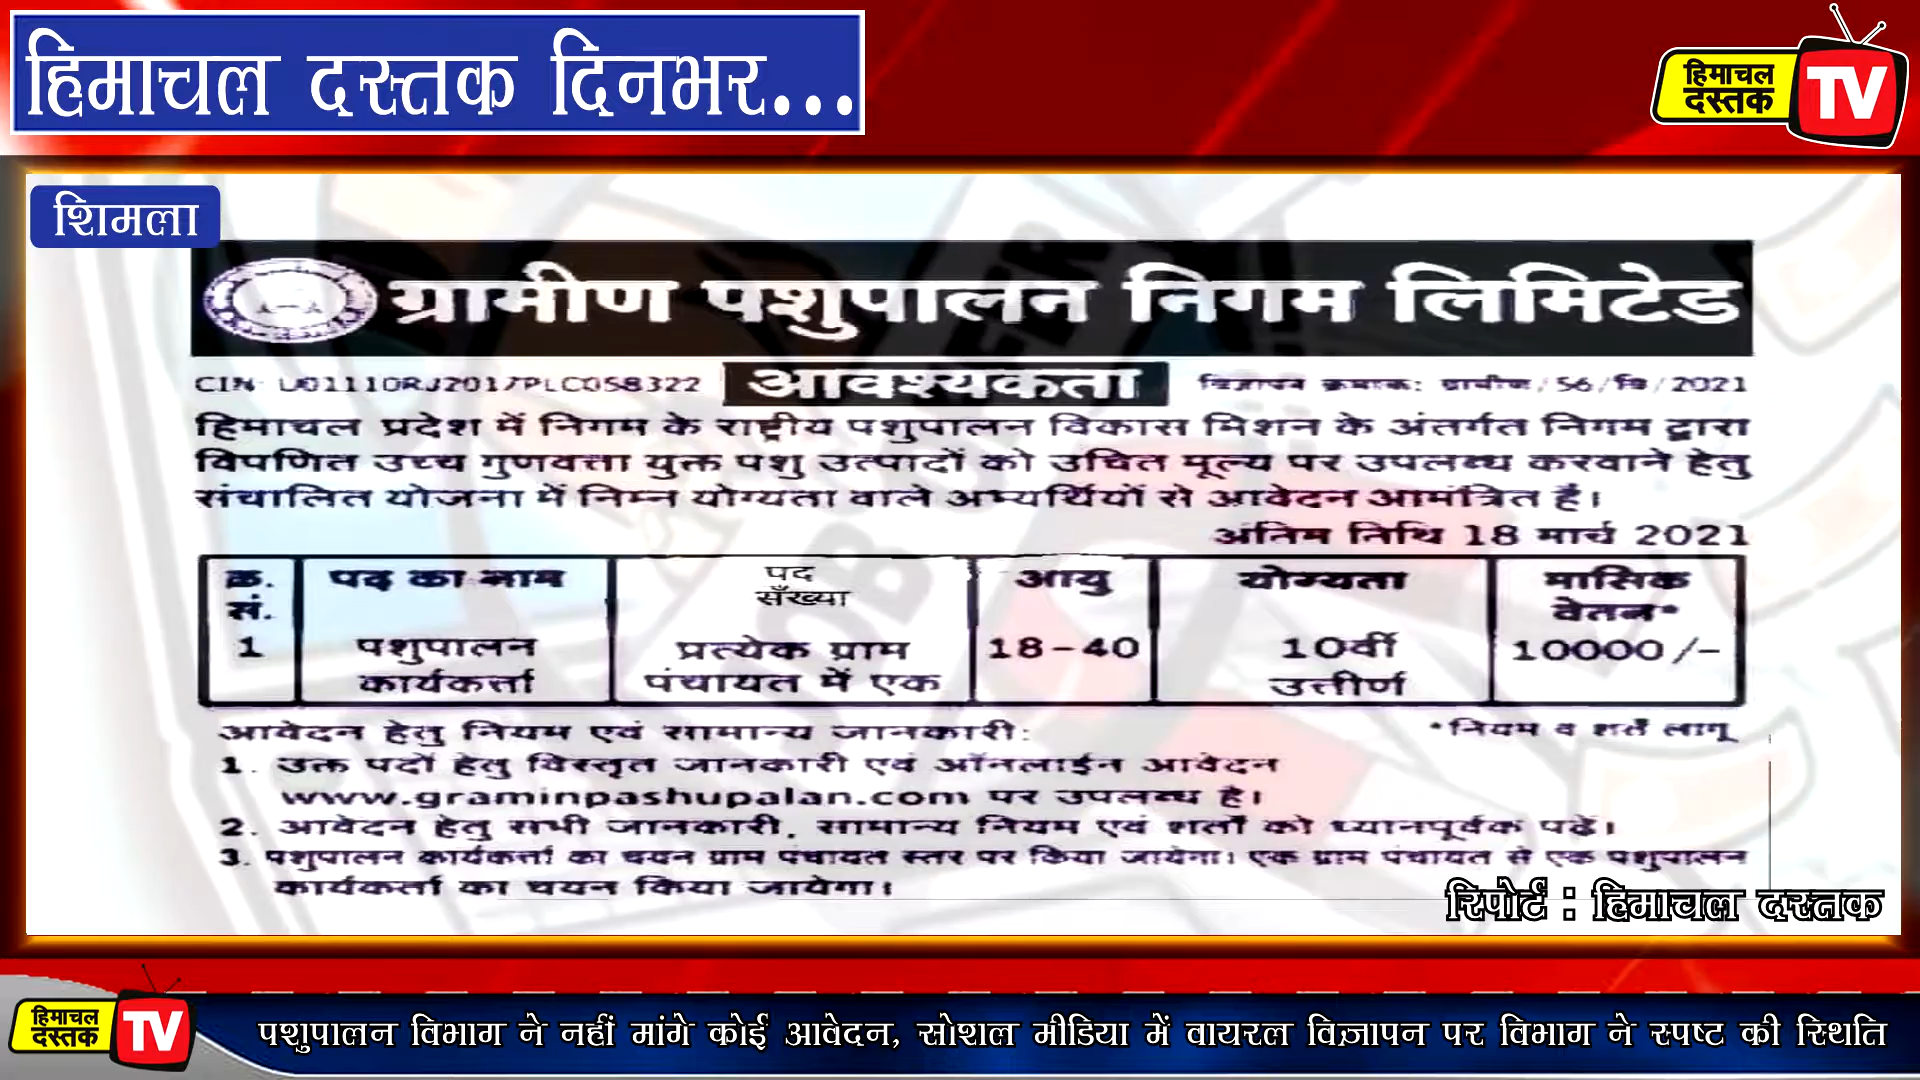 हिमाचल दस्तक दिनभर...
हिमाचल
दस्तक
TV
शिमला
ग्रामीण पशुपालन निगम लिमिटेड
CIN: U01110RJ2017PLC058322
आवश्यकता
विज्ञापन क्रमांक: ग्रामीण/56/वि/2021
हिमाचल प्रदेश में निगम के राष्ट्रीय पशुपालन विकास मिशन के अंतर्गत निगम द्वारा
विपणित उच्च गुणवत्ता युक्त पशु उत्पादों को उचित मूल्य पर उपलब्ध करवाने हेतु
संचालित योजना में निम्न योग्यता वाले अभ्यर्थियों से आवेदन आमंत्रित है।
अंतिम तिथि 18 मार्च 2021
क्र. सं. पद का नाम पद सँख्या आयु योग्यता मासिक वेतन*
1 पशुपालन कार्यकर्त्ता प्रत्येक ग्राम पंचायत में एक 18-40 10वीं उत्तीर्ण 10000/-
आवेदन हेतु नियम एवं सामान्य जानकारी:
*नियम व शर्तें लागू
1. उक्त पदों हेतु विस्तृत जानकारी एवं ऑनलाईन आवेदन
www.graminpashupalan.com पर उपलब्ध है।
2. आवेदन हेतु सभी जानकारी, सामान्य नियम एवं शर्तों को ध्यानपूर्वक पढें।
3. पशुपालन कार्यकर्त्ता का चयन ग्राम पंचायत स्तर पर किया जायेगा। एक ग्राम पंचायत से एक पशुपालन
कार्यकर्ता का चयन किया जायेगा।
रिपोर्ट : हिमाचल दस्तक
हिमाचल
दस्तक
TV
पशुपालन विभाग ने नहीं मांगे कोई आवेदन, सोशल मीडिया में वायरल विज़ापन पर विभाग ने स्पष्ट की स्थिति